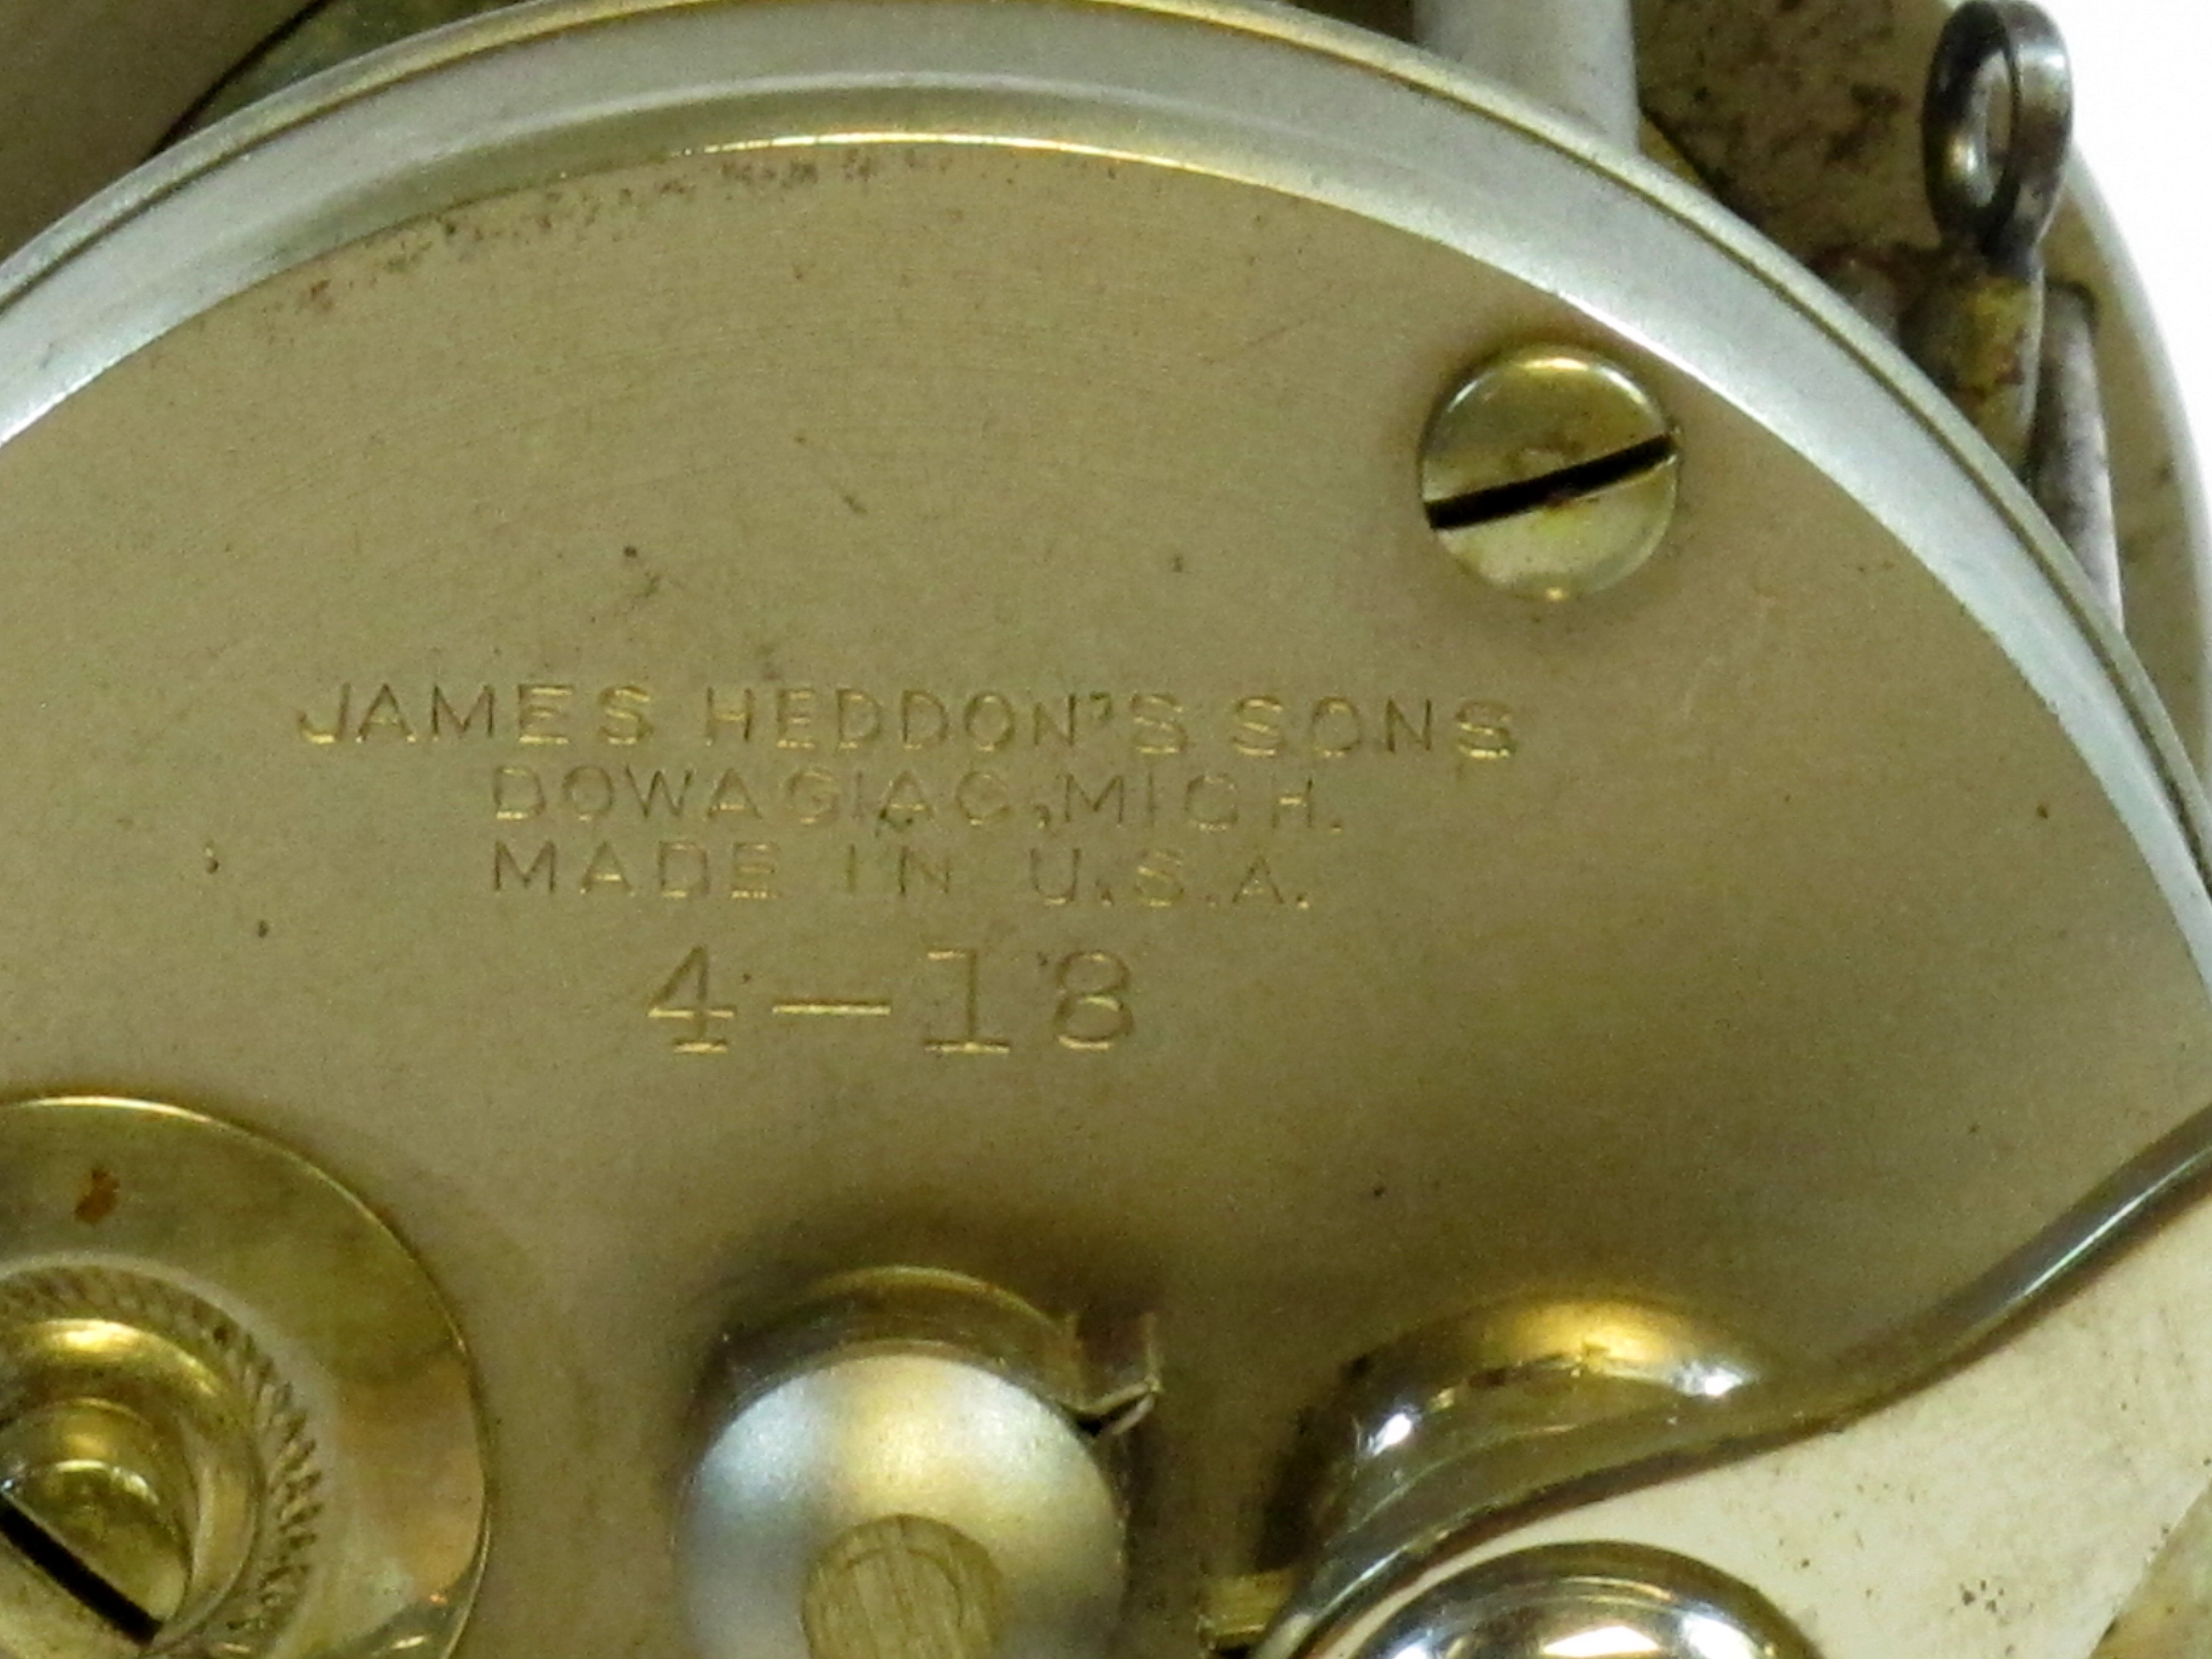 JAMES HEDDON'S SONS
DOWAGIAC, MICH.
MADE IN U.S.A.
4-18